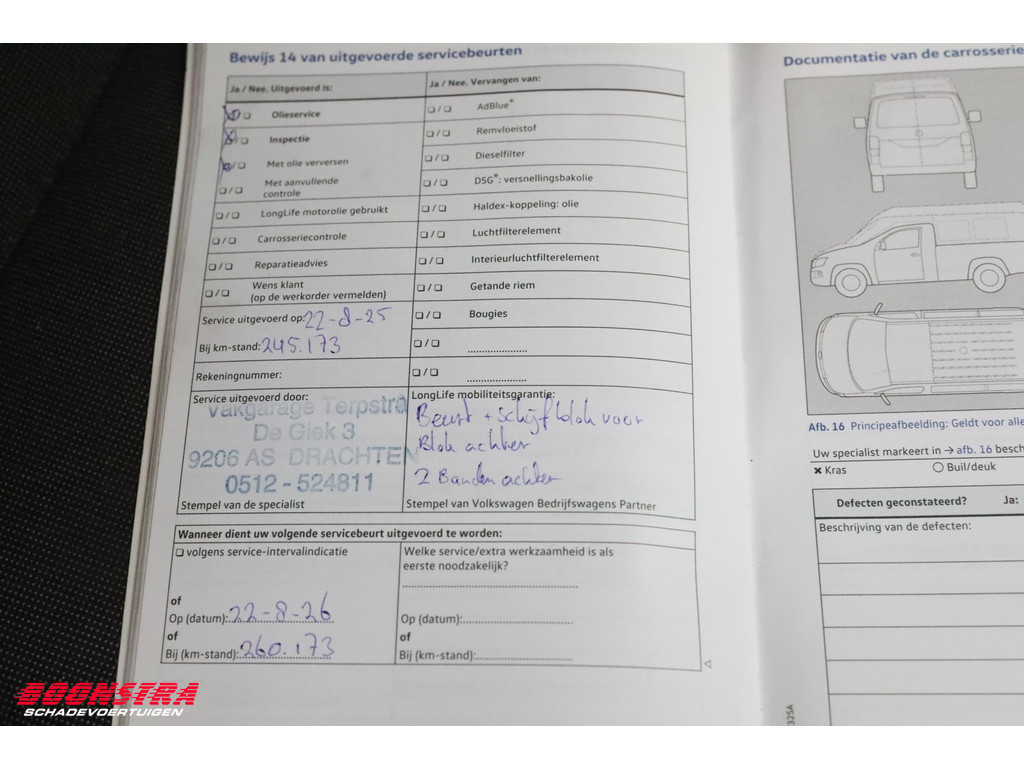 Bewijs 14 van uitgevoerde servicebeurten
Ja / Nee. Uitgevoerd is:
Olieservice
Inspectie
Met olie verversen
Met aanvullende
controle
LongLife motorolie gebruikt
Carrosseriecontrole
Reparatieadvies
Wens klant
(op de werkorder vermelden)
Service uitgevoerd op: 22-8-25
Bij km-stand: 245.173
Rekeningnummer:
Ja / Nee. Vervangen van:
AdBlue®
Remvloeistof
Dieselfilter
DSG®: versnellingsbakolie
Haldex-koppeling: olie
Luchtfilterelement
Interieurluchtfilterelement
Getande riem
Bougies
Service uitgevoerd door:
Vakgarage Terpstra
De Giek 3
9206 AS DRACHTEN
0512 - 524811
Stempel van de specialist
LongLife mobiliteitsgarantie:
Beurt + schijf blok voor
Blok achter
2 Banden achter
Stempel van Volkswagen Bedrijfswagens Partner
Wanneer dient uw volgende servicebeurt uitgevoerd te worden:
volgens service-intervalindicatie
of
Op (datum): 22-8-26
of
Bij (km-stand): 260.173
Welke service/extra werkzaamheid is als
eerste noodzakelijk?
Op (datum):
of
Bij (km-stand):
Documentatie van de carrosserie
Afb. 16 Principeafbeelding: Geldt voor alle
Uw specialist markeert in → afb. 16 besch
Kras
Buil/deuk
Defecten geconstateerd? Ja:
Beschrijving van de defecten:
325A
BOONSTRA
SCHADEVOERTUIGEN